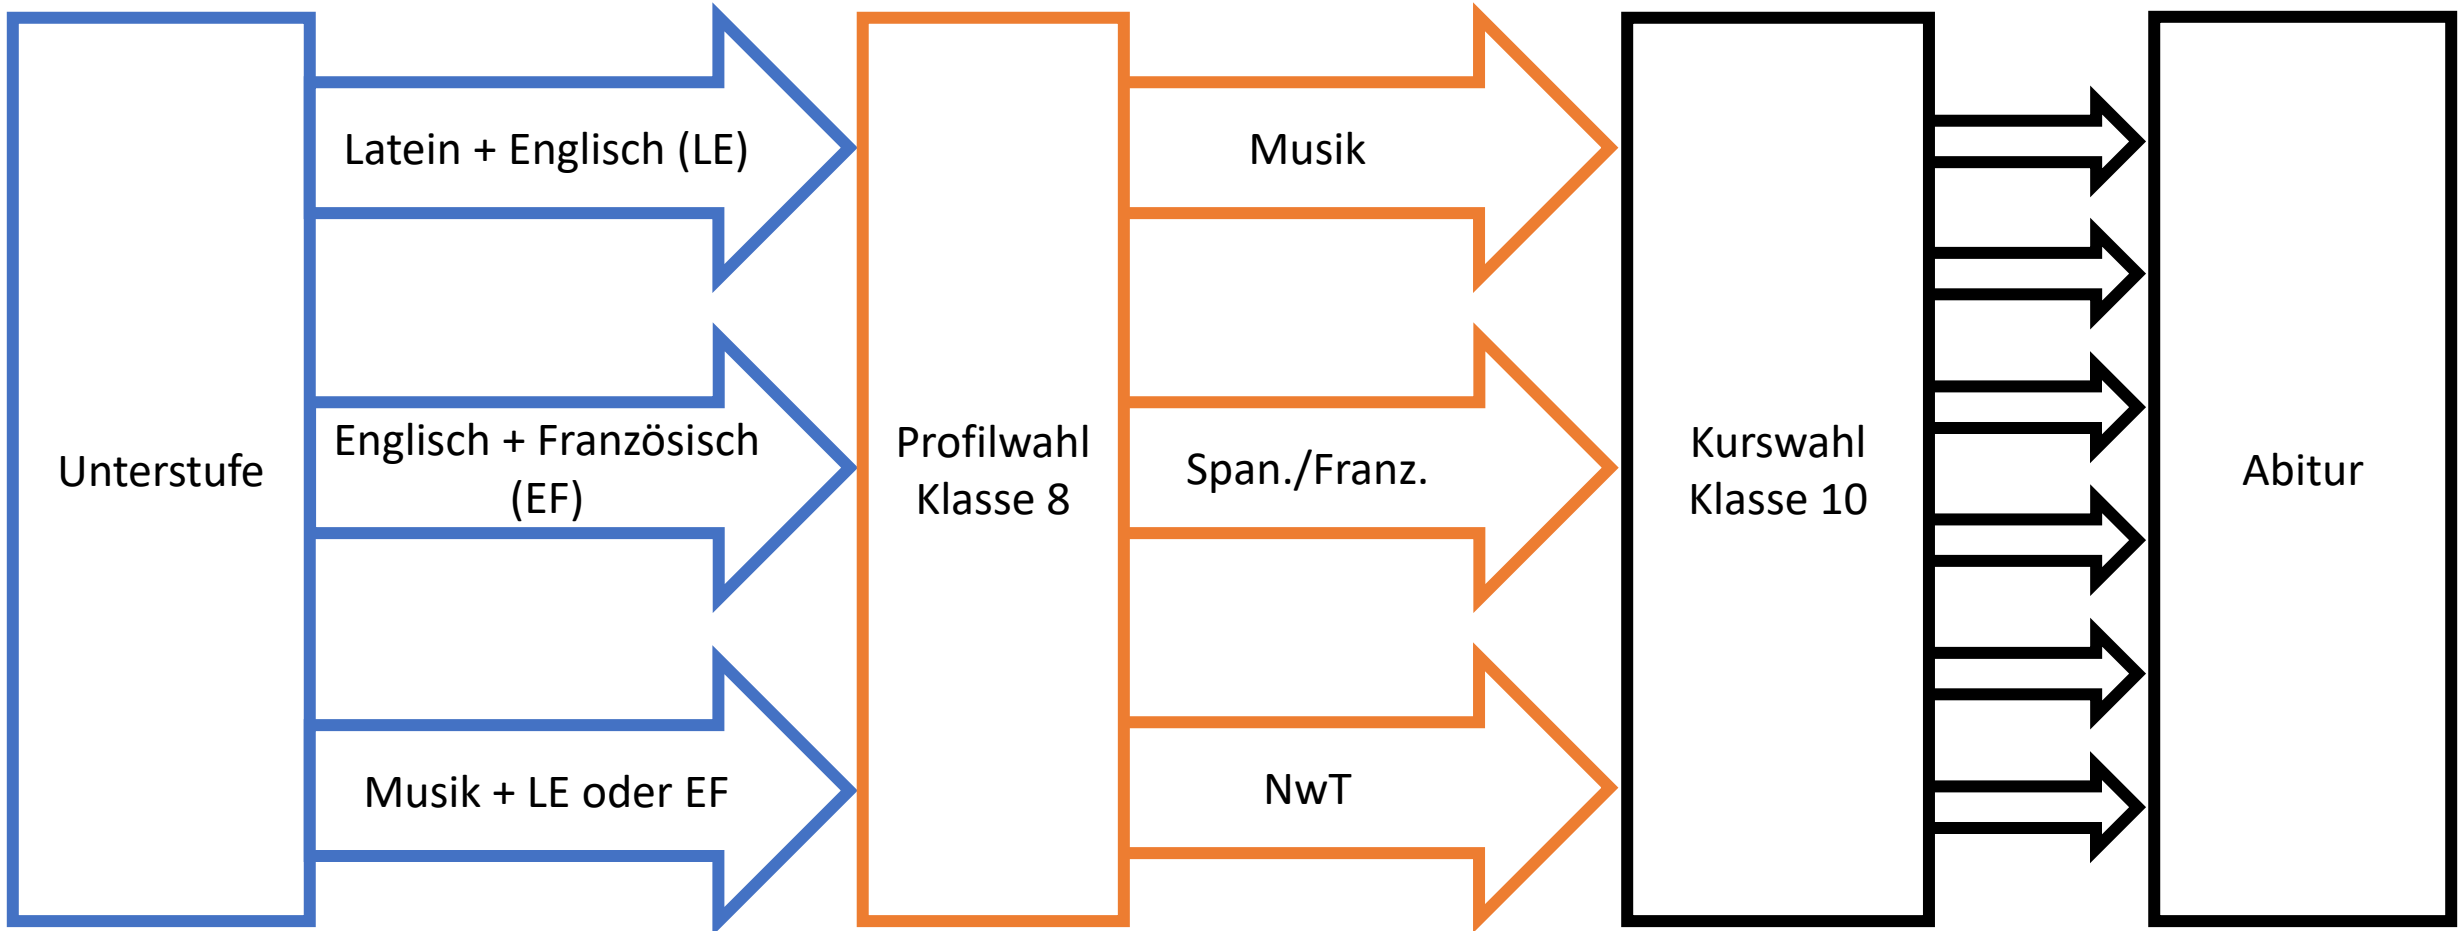 Unterstufe
Latein + Englisch (LE)
Englisch + Französisch
(EF)
Musik + LE oder EF
Profilwahl
Klasse 8
Musik
Span./Franz.
NwT
Kurswahl
Klasse 10
Abitur